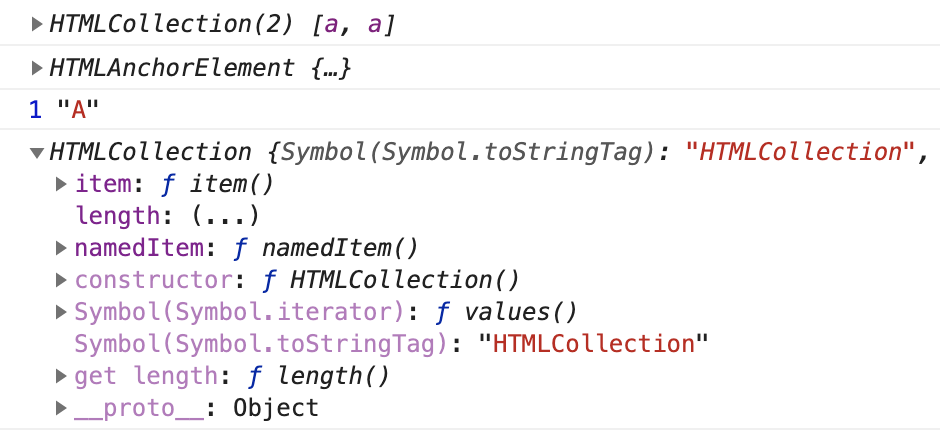 HTMLCollection(2) [a, a]
HTMLAnchorElement {…}
1 "A"
HTMLCollection {Symbol(Symbol.toStringTag): "HTMLCollection",
item: ƒ item()
length: (...)
namedItem: ƒ namedItem()
constructor: ƒ HTMLCollection()
Symbol(Symbol.iterator): ƒ values()
Symbol(Symbol.toStringTag): "HTMLCollection"
get length: ƒ length()
__proto__: Object